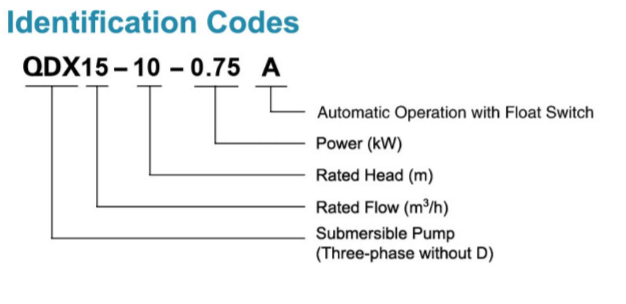 Identification Codes
QDX15 – 10 – 0.75 A
Automatic Operation with Float Switch
Power (kW)
Rated Head (m)
Rated Flow (m³/h)
Submersible Pump
(Three-phase without D)